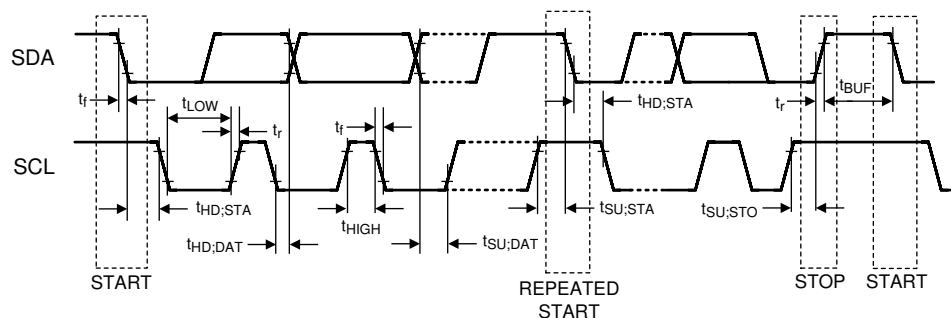 SDA
tf
tLOW
tr
tf
tHD;STA
tr
tBUF
SCL
tHD;STA
tHD;DAT
tHIGH
tSU;DAT
tSU;STA
tSU;STO
START
REPEATED
START
STOP
START